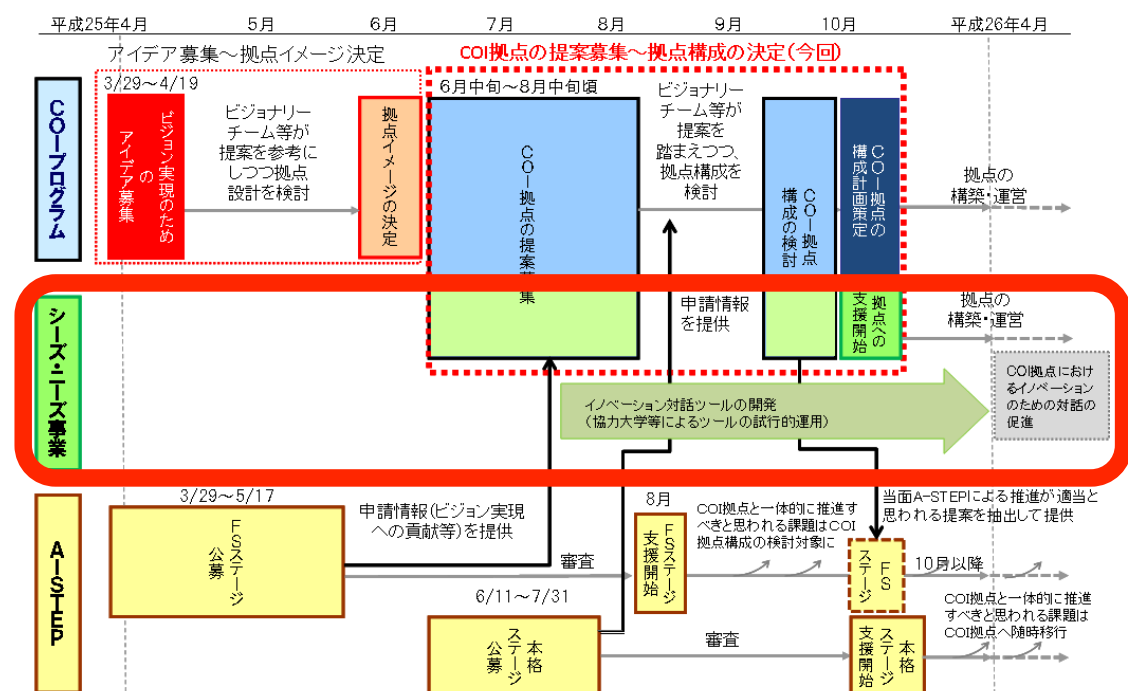 平成25年4月
5月
6月
7月
8月
9月
10月
平成26年4月
アイデア募集～拠点イメージ決定
COI拠点の提案募集～拠点構成の決定(今回)
COIプログラム
3/29～4/19
ビジョン実現のため
の
アイデア募集
ビジョナリー
チーム等が
提案を参考に
しつつ拠点
設計を検討
拠点イメージの決定
6月中旬～8月中旬頃
COI拠点の提案募集
ビジョナリー
チーム等が
提案を
踏まえつつ、
拠点構成を
検討
COI拠点
構成の検討
COI拠点の
構成計画策定
拠点の
構築・運営
シーズ・ニーズ事業
申請情報
を提供
拠点への
支援開始
拠点の
構築・運営
イノベーション対話ツールの開発
(協力大学等によるツールの試行的運用)
COI拠点におけ
るイノベーション
のための対話の
促進
A-STEP
3/29～5/17
FSステージ
公募
申請情報(ビジョン実現
への貢献等)を提供
審査
8月
FSステージ
支援開始
COI拠点と一体的に推進す
べきと思われる課題はCOI
拠点構成の検討対象に
当面A-STEPによる推進が適当と
思われる提案を抽出して提供
FS
ステージ
10月以降
6/11～7/31
本格
ステージ
公募
審査
本格
ステージ
支援開始
COI拠点と一体的に推進
すべきと思われる課題は
COI拠点へ随時移行